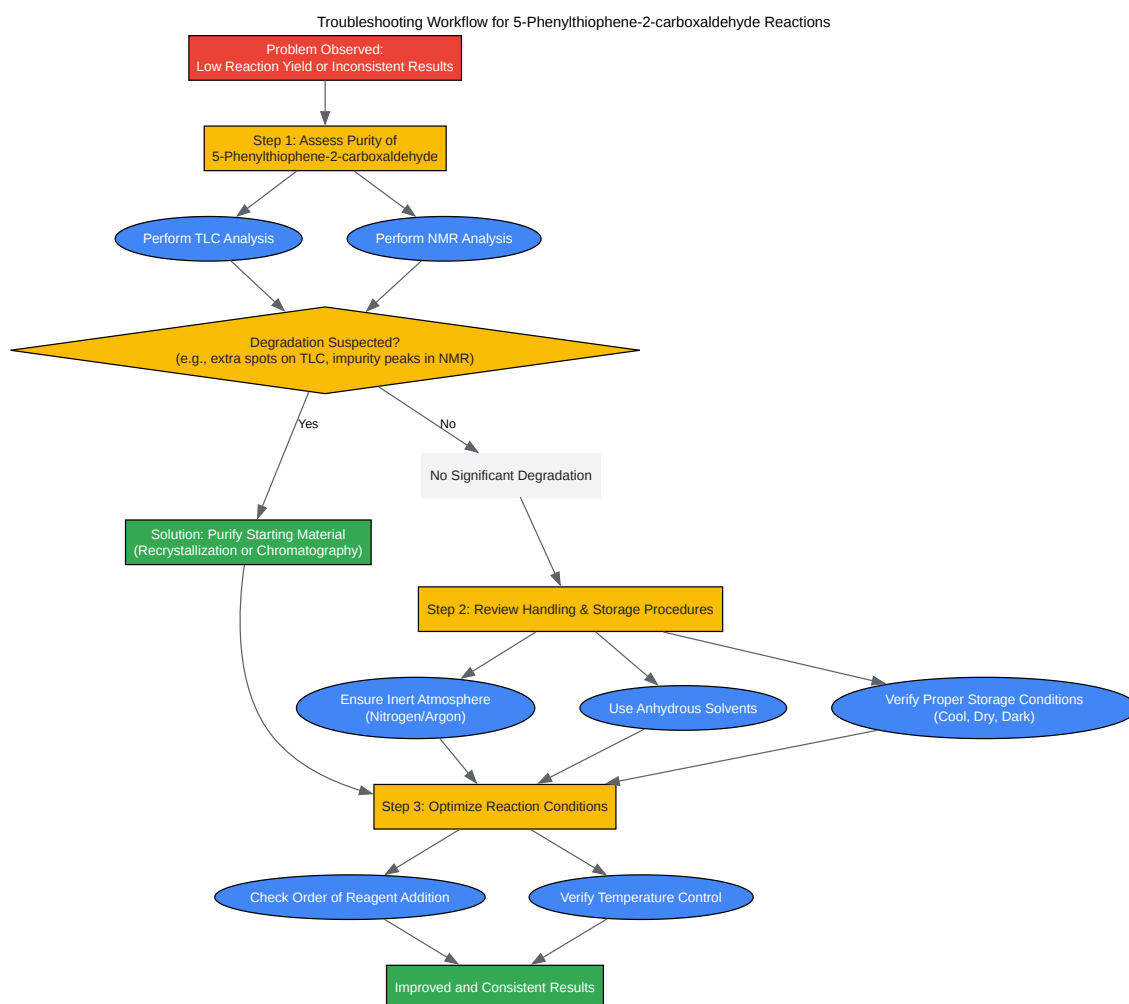 Troubleshooting Workflow for 5-Phenylthiophene-2-carboxaldehyde Reactions
Problem Observed:
Low Reaction Yield or Inconsistent Results
Step 1: Assess Purity of
5-Phenylthiophene-2-carboxaldehyde
Perform TLC Analysis
Perform NMR Analysis
Degradation Suspected?
(e.g., extra spots on TLC, impurity peaks in NMR)
Yes
No
No Significant Degradation
Solution: Purify Starting Material
(Recrystallization or Chromatography)
Step 2: Review Handling & Storage Procedures
Ensure Inert Atmosphere
(Nitrogen/Argon)
Use Anhydrous Solvents
Verify Proper Storage Conditions
(Cool, Dry, Dark)
Step 3: Optimize Reaction Conditions
Check Order of Reagent Addition
Verify Temperature Control
Improved and Consistent Results